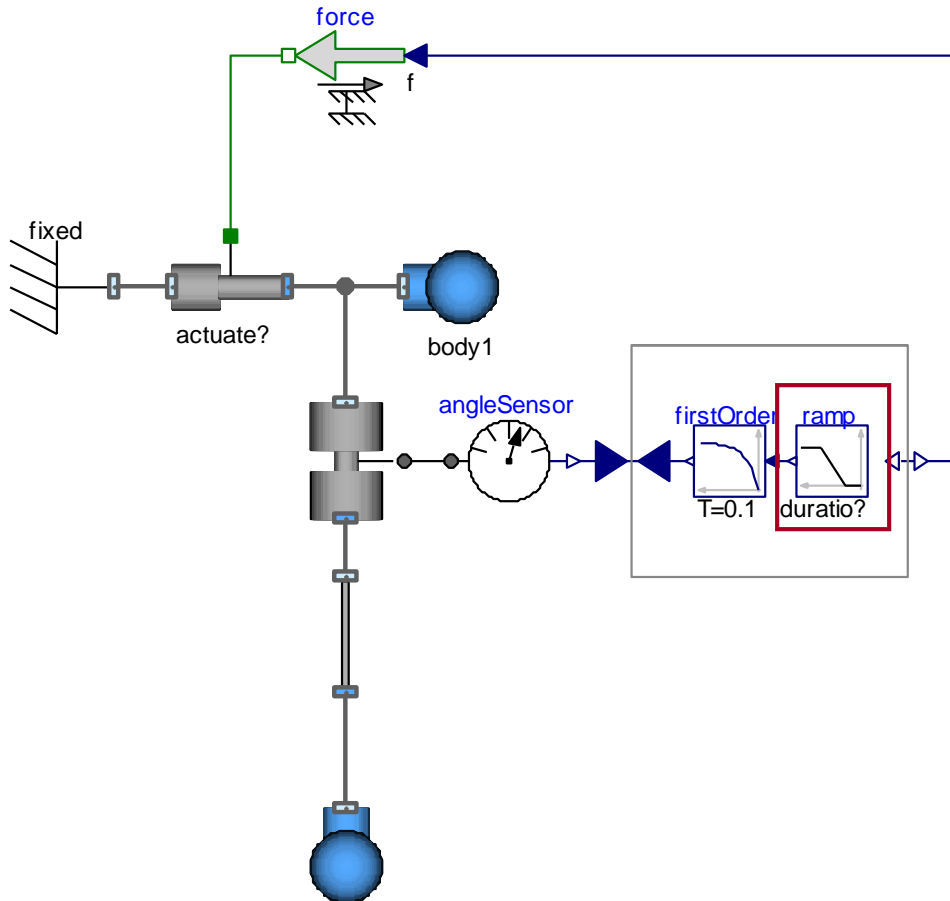 force
f
fixed
actuate?
body1
angleSensor
firstOrder
ramp
T=0.1
duratio?